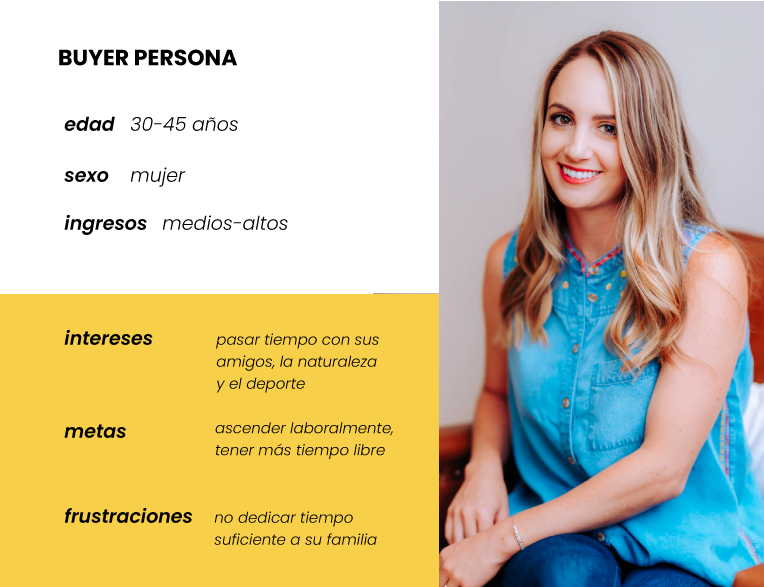 BUYER PERSONA
edad 30-45 años
sexo mujer
ingresos medios-altos
intereses pasar tiempo con sus
amigos, la naturaleza
y el deporte
metas ascender laboralmente,
tener más tiempo libre
frustraciones no dedicar tiempo
suficiente a su familia